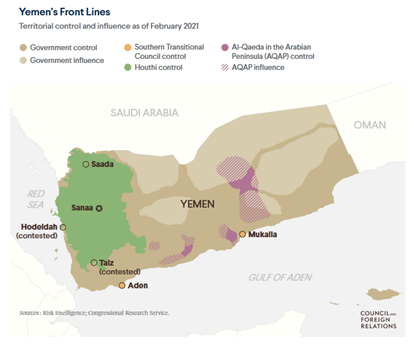 Yemen's Front Lines
Territorial control and influence as of February 2021
Government control
Government influence
Southern Transitional
Council control
Houthi control
Al-Qaeda in the Arabian
Peninsula (AQAP) control
AQAP influence
SAUDI ARABIA
OMAN
Saada
RED
SEA
Sanaa
YEMEN
Hodeidah
(contested)
Mukalla
Taiz
(contested)
GULF OF ADEN
Aden
Sources: Risk Intelligence; Congressional Research Service.
COUNCIL on
FOREIGN
RELATIONS